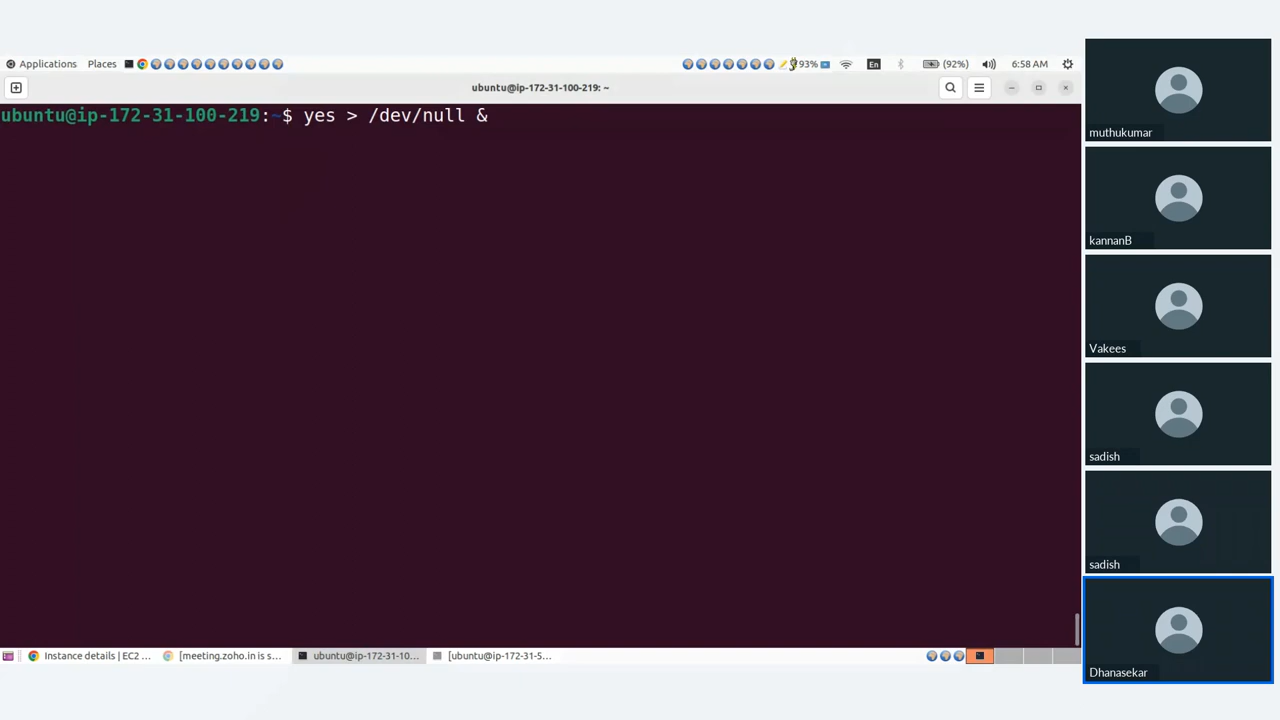 Applications Places 93% En (92%) 6:58 AM
ubuntu@ip-172-31-100-219: ~
ubuntu@ip-172-31-100-219:~$ yes > /dev/null &
Instance details | EC2 ... [meeting.zoho.in is s... ubuntu@ip-172-31-10... [ubuntu@ip-172-31-5...
muthukumar
kannanB
Vakees
sadish
sadish
Dhanasekar